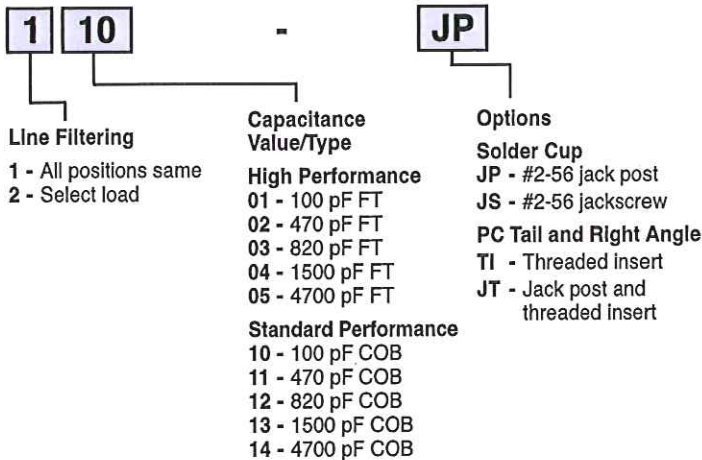 1 10 - JP
Line Filtering
1 - All positions same
2 - Select load
Capacitance
Value/Type
High Performance
01 - 100 pF FT
02 - 470 pF FT
03 - 820 pF FT
04 - 1500 pF FT
05 - 4700 pF FT
Standard Performance
10 - 100 pF COB
11 - 470 pF COB
12 - 820 pF COB
13 - 1500 pF COB
14 - 4700 pF COB
Options
Solder Cup
JP - #2-56 jack post
JS - #2-56 jackscrew
PC Tail and Right Angle
TI - Threaded insert
JT - Jack post and
threaded insert